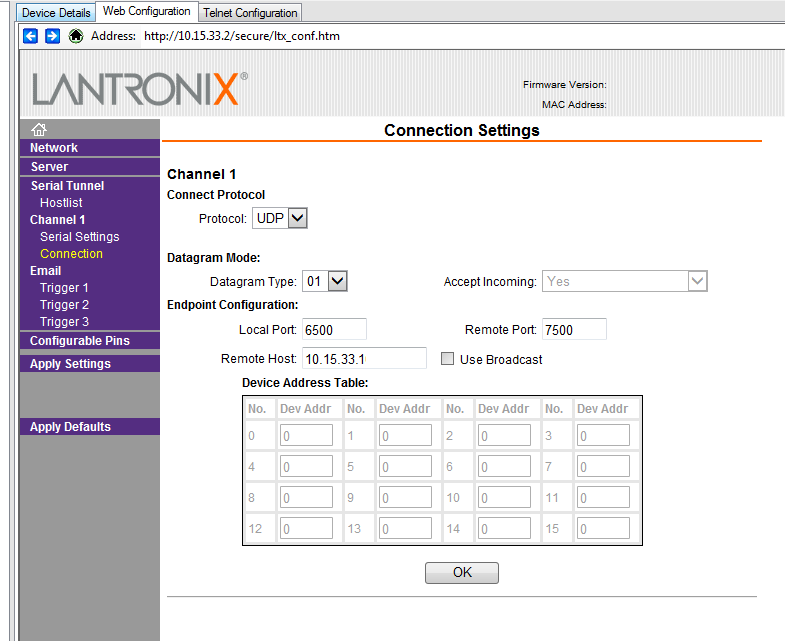 Device Details Web Configuration Telnet Configuration
Address: http://10.15.33.2/secure/ltx_conf.htm
LANTRONIX®
Firmware Version:
MAC Address:
Network
Server
Serial Tunnel
Hostlist
Channel 1
Serial Settings
Connection
Email
Trigger 1
Trigger 2
Trigger 3
Configurable Pins
Apply Settings
Apply Defaults
Connection Settings
Channel 1
Connect Protocol
Protocol: UDP
Datagram Mode:
Datagram Type: 01 Accept Incoming: Yes
Endpoint Configuration:
Local Port: 6500 Remote Port: 7500
Remote Host: 10.15.33.1 Use Broadcast
Device Address Table:
No. Dev Addr No. Dev Addr No. Dev Addr No. Dev Addr
0 0 1 0 2 0 3 0
4 0 5 0 6 0 7 0
8 0 9 0 10 0 11 0
12 0 13 0 14 0 15 0
OK